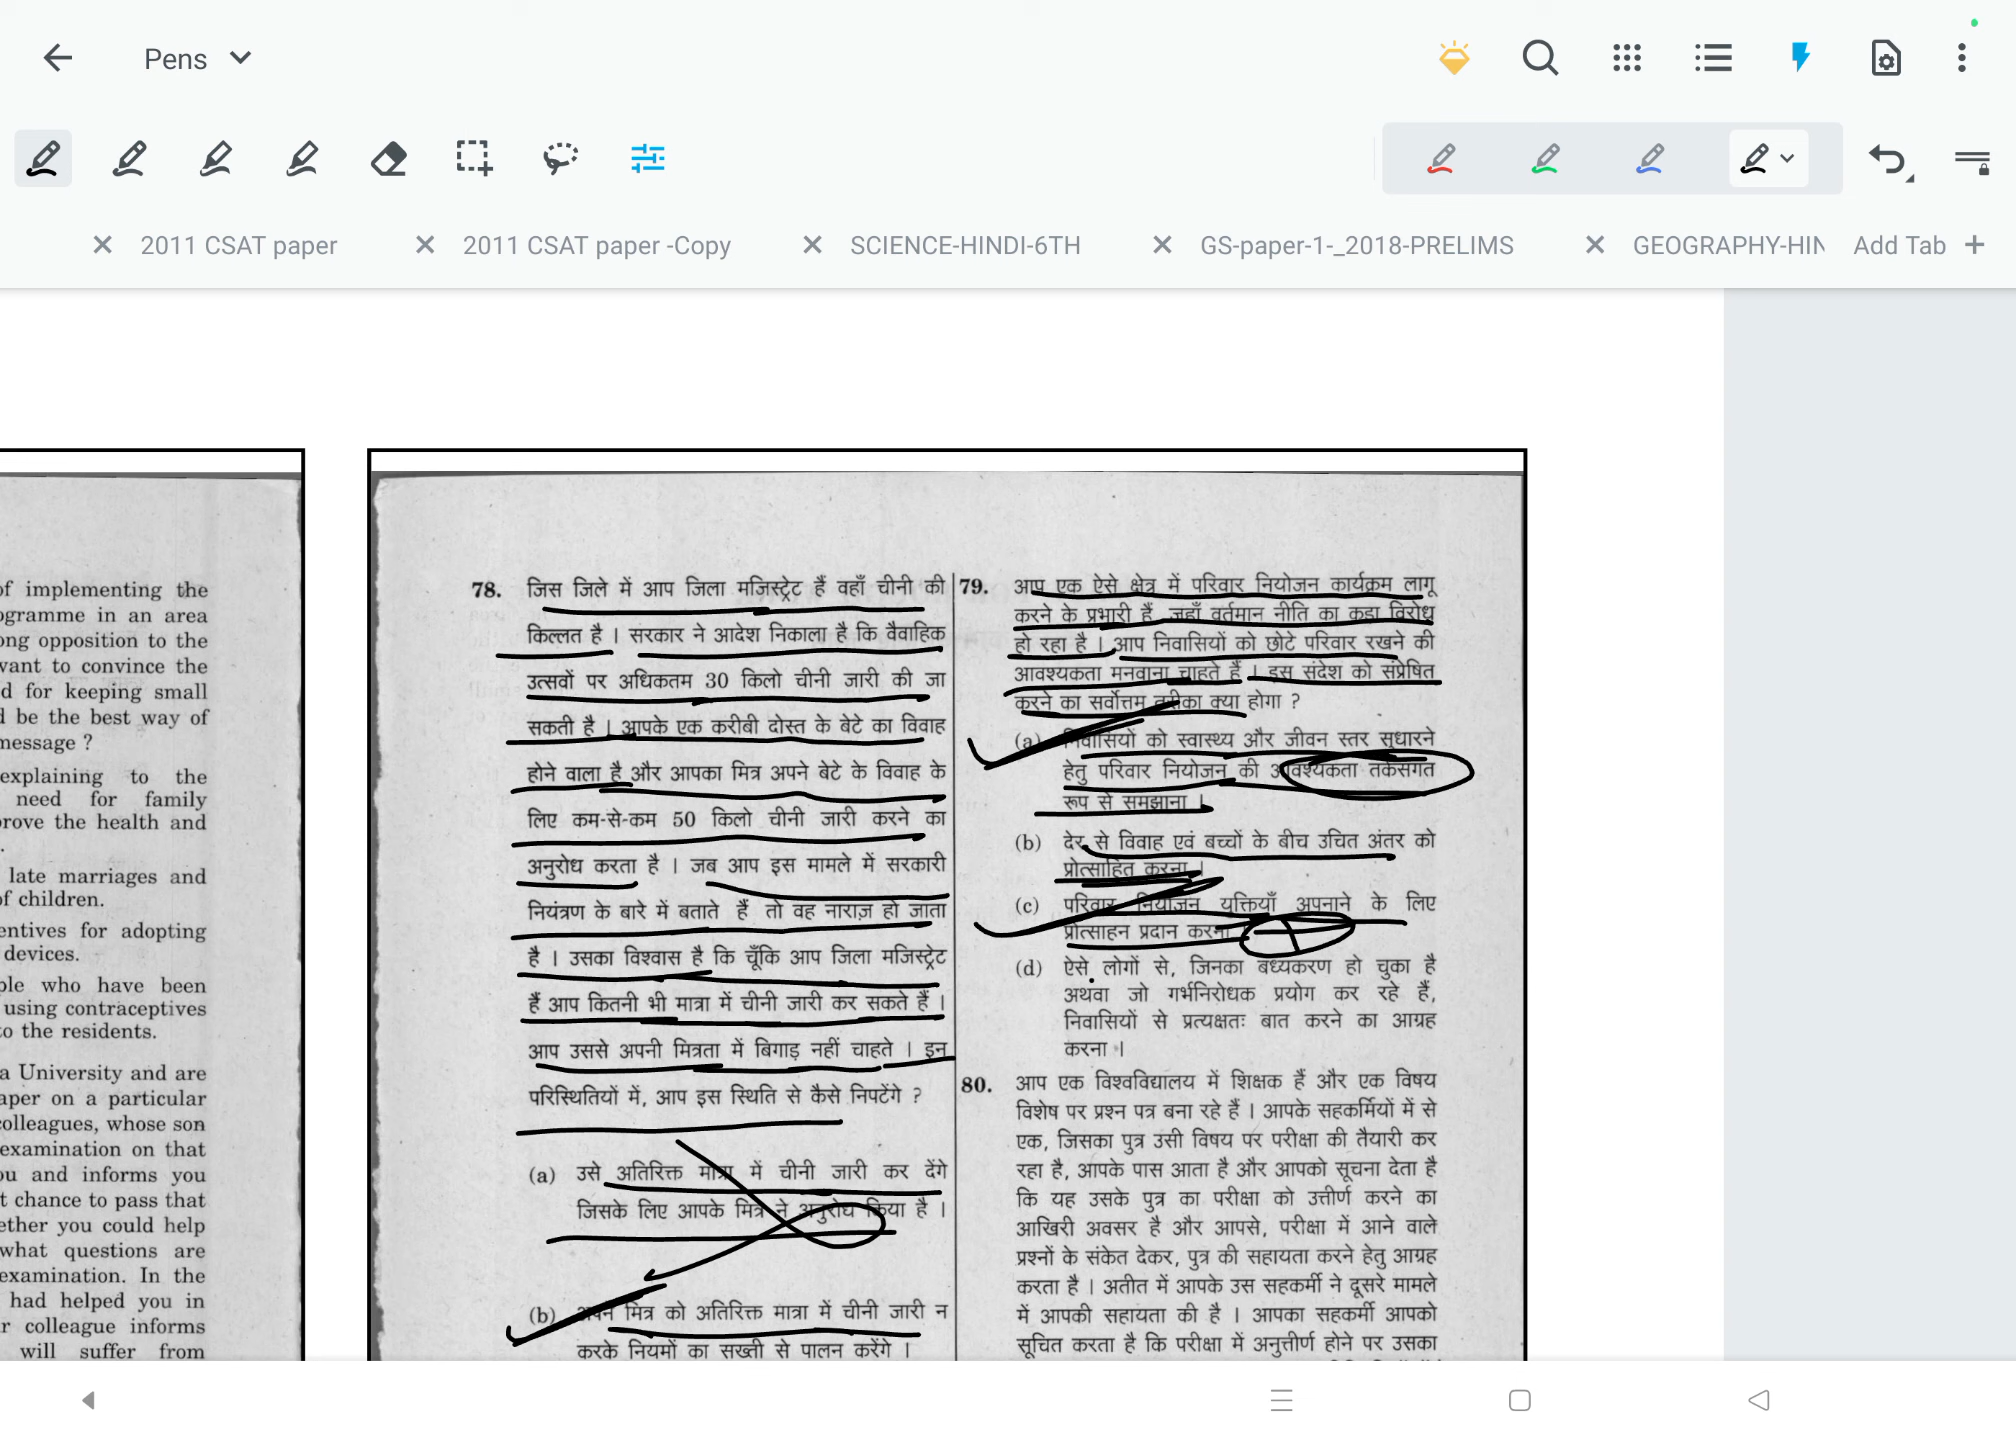 Pens
2011 CSAT paper
2011 CSAT paper -Copy
SCIENCE-HINDI-6TH
GS-paper-1-_2018-PRELIMS
GEOGRAPHY-HIN
Add Tab
of implementing the
ogramme in an area
ong opposition to the
vant to convince the
d for keeping small
d be the best way of
message ?
explaining to the
need for family
prove the health and
.
late marriages and
of children.
entives for adopting
devices.
ple who have been
using contraceptives
to the residents.
a University and are
aper on a particular
colleagues, whose son
examination on that
ou and informs you
t chance to pass that
ether you could help
what questions are
examination. In the
had helped you in
r colleague informs
will suffer from
78. जिस जिले में आप जिला मजिस्ट्रेट हैं वहाँ चीनी की
किल्लत है । सरकार ने आदेश निकाला है कि वैवाहिक
उत्सवों पर अधिकतम 30 किलो चीनी जारी की जा
सकती है । आपके एक करीबी दोस्त के बेटे का विवाह
होने वाला है और आपका मित्र अपने बेटे के विवाह के
लिए कम-से-कम 50 किलो चीनी जारी करने का
अनुरोध करता है । जब आप इस मामले में सरकारी
नियंत्रण के बारे में बताते हैं तो वह नाराज़ हो जाता
है । उसका विश्वास है कि चूँकि आप जिला मजिस्ट्रेट
हैं आप कितनी भी मात्रा में चीनी जारी कर सकते हैं ।
आप उससे अपनी मित्रता में बिगाड़ नहीं चाहते । इन
परिस्थितियों में, आप इस स्थिति से कैसे निपटेंगे ?
(a) उसे अतिरिक्त मात्रा में चीनी जारी कर देंगे
जिसके लिए आपके मित्र ने अनुरोध किया है ।
(b) अपने मित्र को अतिरिक्त मात्रा में चीनी जारी न
करके नियमों का सख्ती से पालन करेंगे ।
79. आप एक ऐसे क्षेत्र में परिवार नियोजन कार्यक्रम लागू
करने के प्रभारी हैं, जहाँ वर्तमान नीति का कड़ा विरोध
हो रहा है । आप निवासियों को छोटे परिवार रखने की
आवश्यकता मनवाना चाहते हैं । इस संदेश को संप्रेषित
करने का सर्वोत्तम तरीका क्या होगा ?
(a) निवासियों को स्वास्थ्य और जीवन स्तर सुधारने
हेतु परिवार नियोजन की आवश्यकता तर्कसंगत
रूप से समझाना ।
(b) देर से विवाह एवं बच्चों के बीच उचित अंतर को
प्रोत्साहित करना ।
(c) परिवार नियोजन युक्तियाँ अपनाने के लिए
प्रोत्साहन प्रदान करना
(d) ऐसे लोगों से, जिनका बंध्यकरण हो चुका है
अथवा जो गर्भनिरोधक प्रयोग कर रहे हैं,
निवासियों से प्रत्यक्षतः बात करने का आग्रह
करना ।
80. आप एक विश्वविद्यालय में शिक्षक हैं और एक विषय
विशेष पर प्रश्न पत्र बना रहे हैं । आपके सहकर्मियों में से
एक, जिसका पुत्र उसी विषय पर परीक्षा की तैयारी कर
रहा है, आपके पास आता है और आपको सूचना देता है
कि यह उसके पुत्र का परीक्षा को उत्तीर्ण करने का
आखिरी अवसर है और आपसे, परीक्षा में आने वाले
प्रश्नों के संकेत देकर, पुत्र की सहायता करने हेतु आग्रह
करता है । अतीत में आपके उस सहकर्मी ने दूसरे मामले
में आपकी सहायता की है । आपका सहकर्मी आपको
सूचित करता है कि परीक्षा में अनुत्तीर्ण होने पर उसका